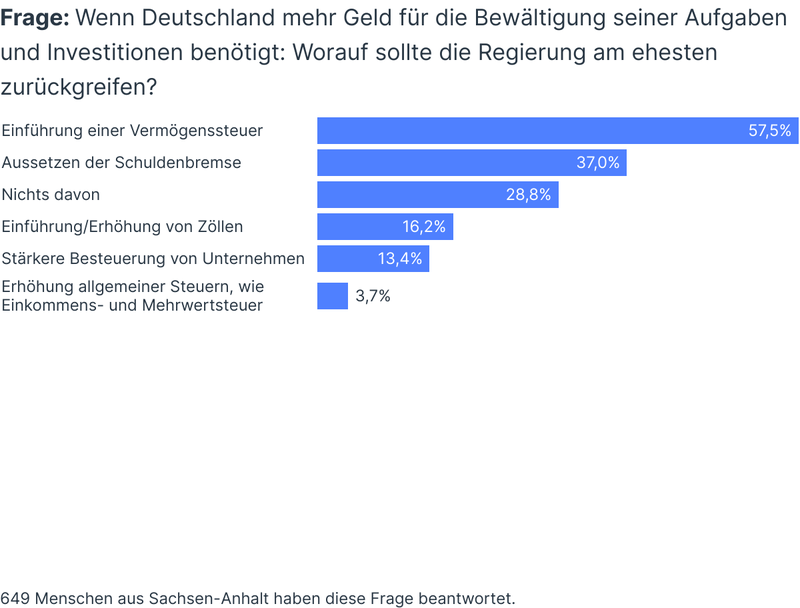 Frage: Wenn Deutschland mehr Geld für die Bewältigung seiner Aufgaben
und Investitionen benötigt: Worauf sollte die Regierung am ehesten
zurückgreifen?
Einführung einer Vermögenssteuer 57,5%
Aussetzen der Schuldenbremse 37,0%
Nichts davon 28,8%
Einführung/Erhöhung von Zöllen 16,2%
Stärkere Besteuerung von Unternehmen 13,4%
Erhöhung allgemeiner Steuern, wie
Einkommens- und Mehrwertsteuer 3,7%
649 Menschen aus Sachsen-Anhalt haben diese Frage beantwortet.